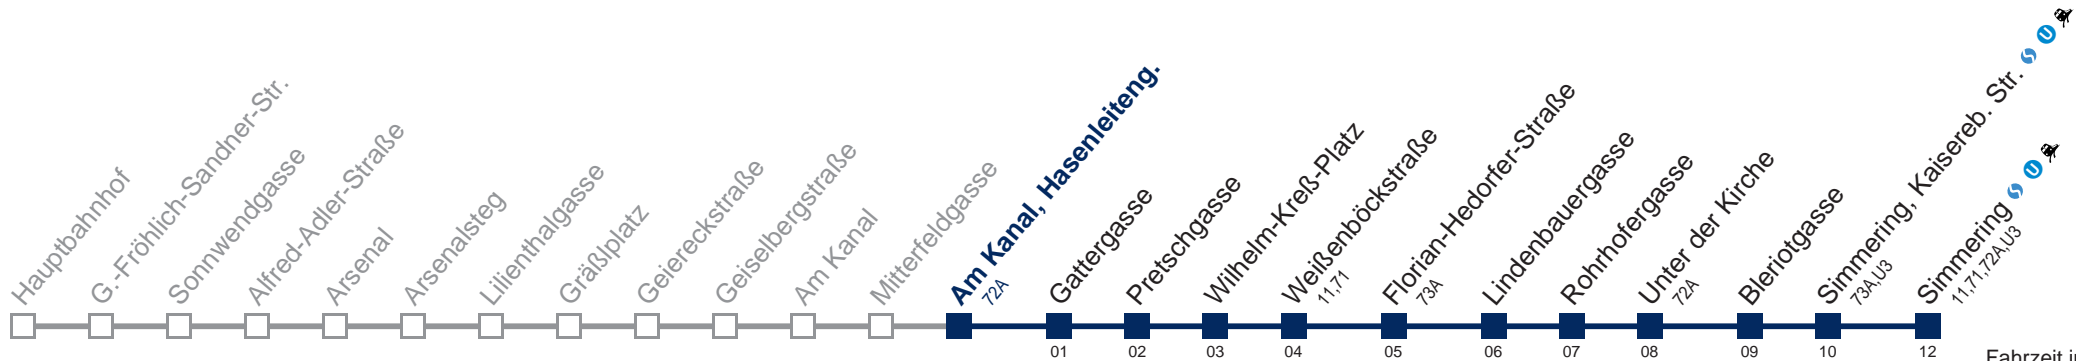 Hauptbahnhof
G.-Fröhlich-Sandner-Str.
Sonnwendgasse
Alfred-Adler-Straße
Arsenal
Arsenalsteg
Lilienthalgasse
Gräßlplatz
Geiereckstraße
Geiselbergstraße
Am Kanal
Mitterfeldgasse
Am Kanal, Hasenleiteng.
72A
Gattergasse
Pretschgasse
Wilhelm-Kreß-Platz
Weißenböckstraße
11,71
Florian-Hedorfer-Straße
73A
Lindenbauergasse
Rohrhofergasse
Unter der Kirche
72A
Bleriotgasse
Simmering, Kaisereb. Str. S U
73A,U3
Simmering S U
11,71,72A,U3
01 02 03 04 05 06 07 08 09 10 12
Fahrzeit i